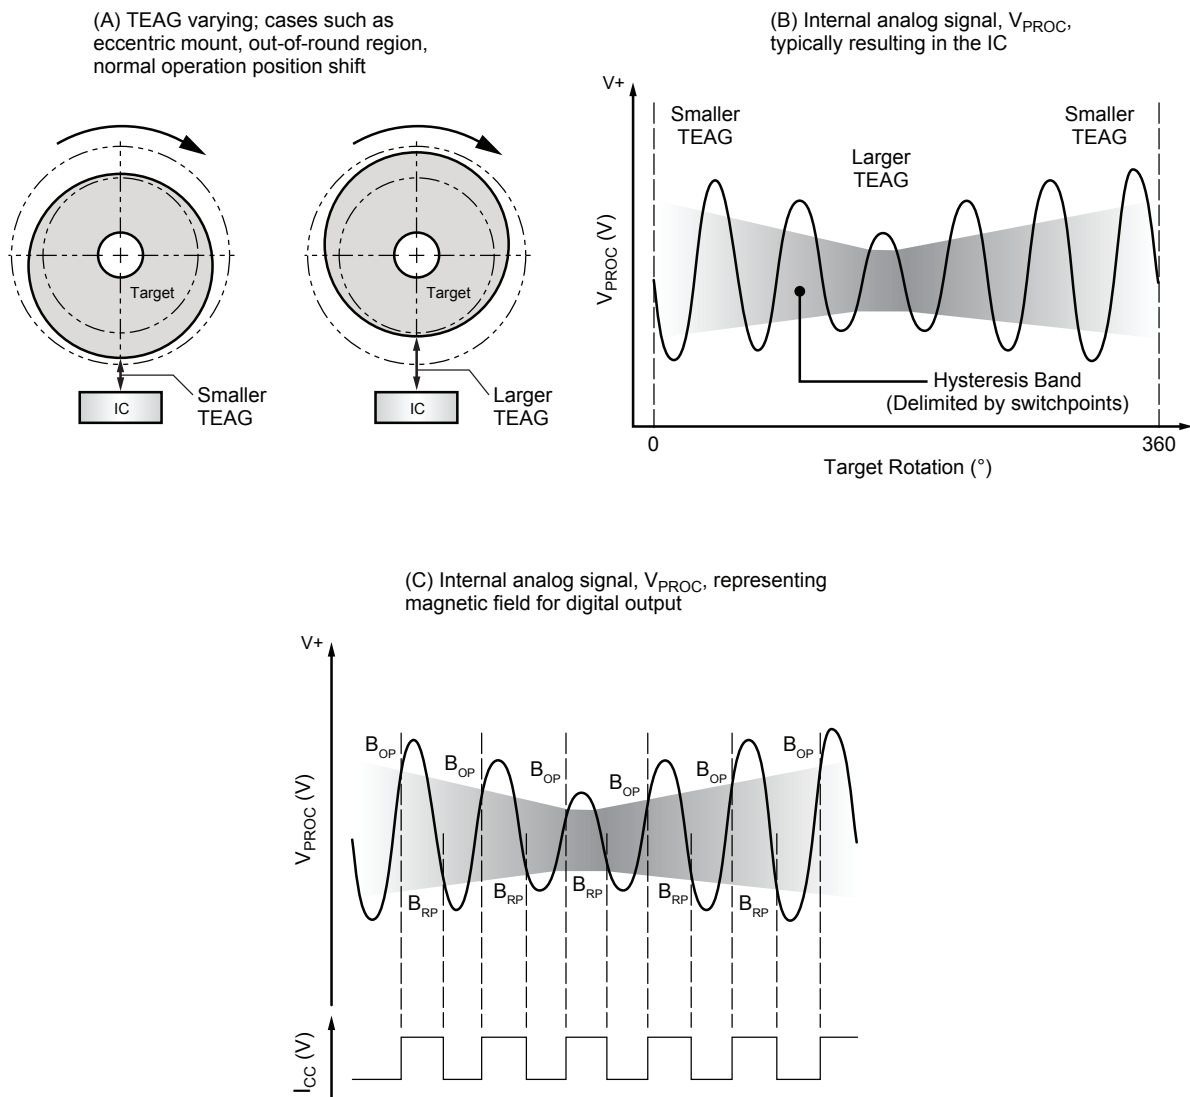 (A) TEAG varying; cases such as
eccentric mount, out-of-round region,
normal operation position shift
Target
Smaller
TEAG
IC
Target
Larger
TEAG
IC
(B) Internal analog signal, VPROC,
typically resulting in the IC
V+
Smaller
TEAG
Larger
TEAG
Smaller
TEAG
VPROC (V)
Hysteresis Band
(Delimited by switchpoints)
0
360
Target Rotation (°)
(C) Internal analog signal, VPROC, representing
magnetic field for digital output
V+
BOP
BOP
BOP
BOP
BOP
BOP
VPROC (V)
BRP
BRP
BRP
BRP
BRP
ICC (V)